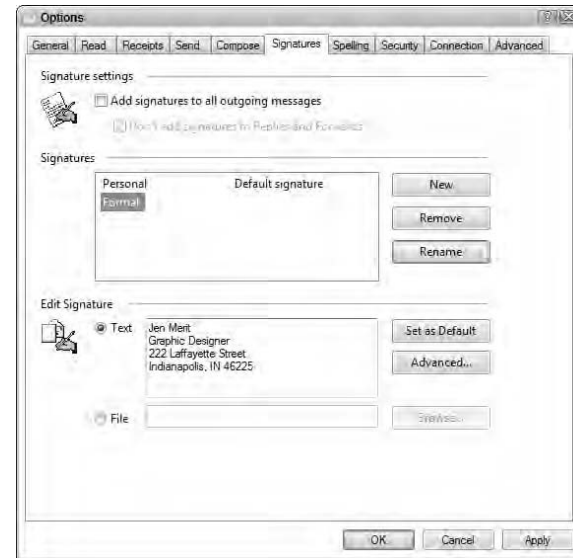 Options
General Read Receipts Send Compose Signatures Spelling Security Connection Advanced
Signature settings
Add signatures to all outgoing messages
Don't add signatures to Replies and Forwards
Signatures
Personal Default signature New
Formal
Remove
Rename
Edit Signature
Text Jen Merit Set as Default
Graphic Designer
222 Laffayette Street
Indianapolis, IN 46225 Advanced...
File Browse...
OK Cancel Apply